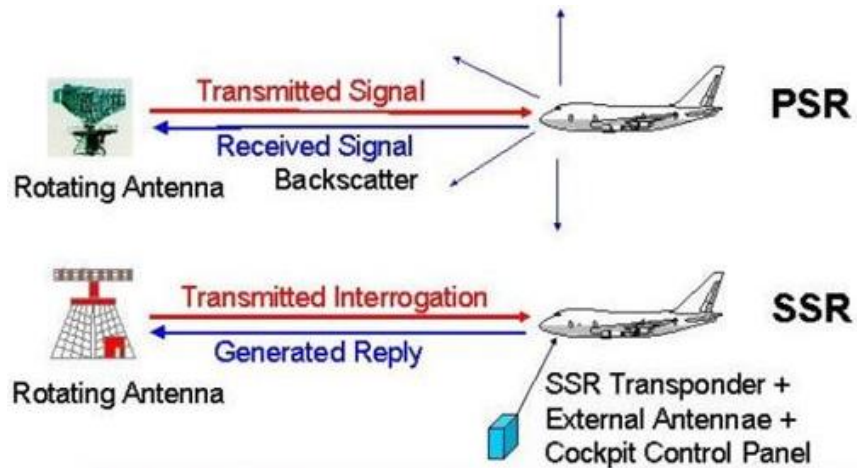 Transmitted Signal
PSR
Received Signal
Backscatter
Rotating Antenna
Transmitted Interrogation
SSR
Generated Reply
Rotating Antenna
SSR Transponder +
External Antennae +
Cockpit Control Panel